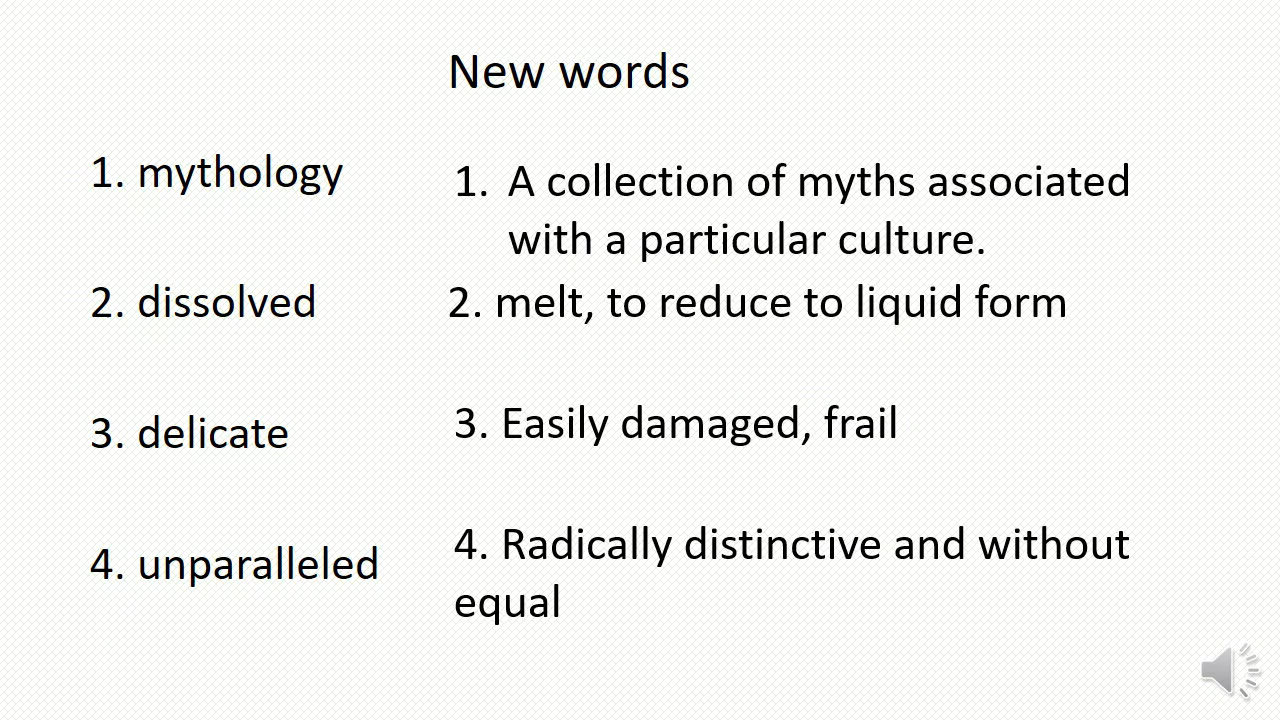 New words
1. mythology
1. A collection of myths associated
with a particular culture.
2. dissolved
2. melt, to reduce to liquid form
3. delicate
3. Easily damaged, frail
4. unparalleled
4. Radically distinctive and without
equal